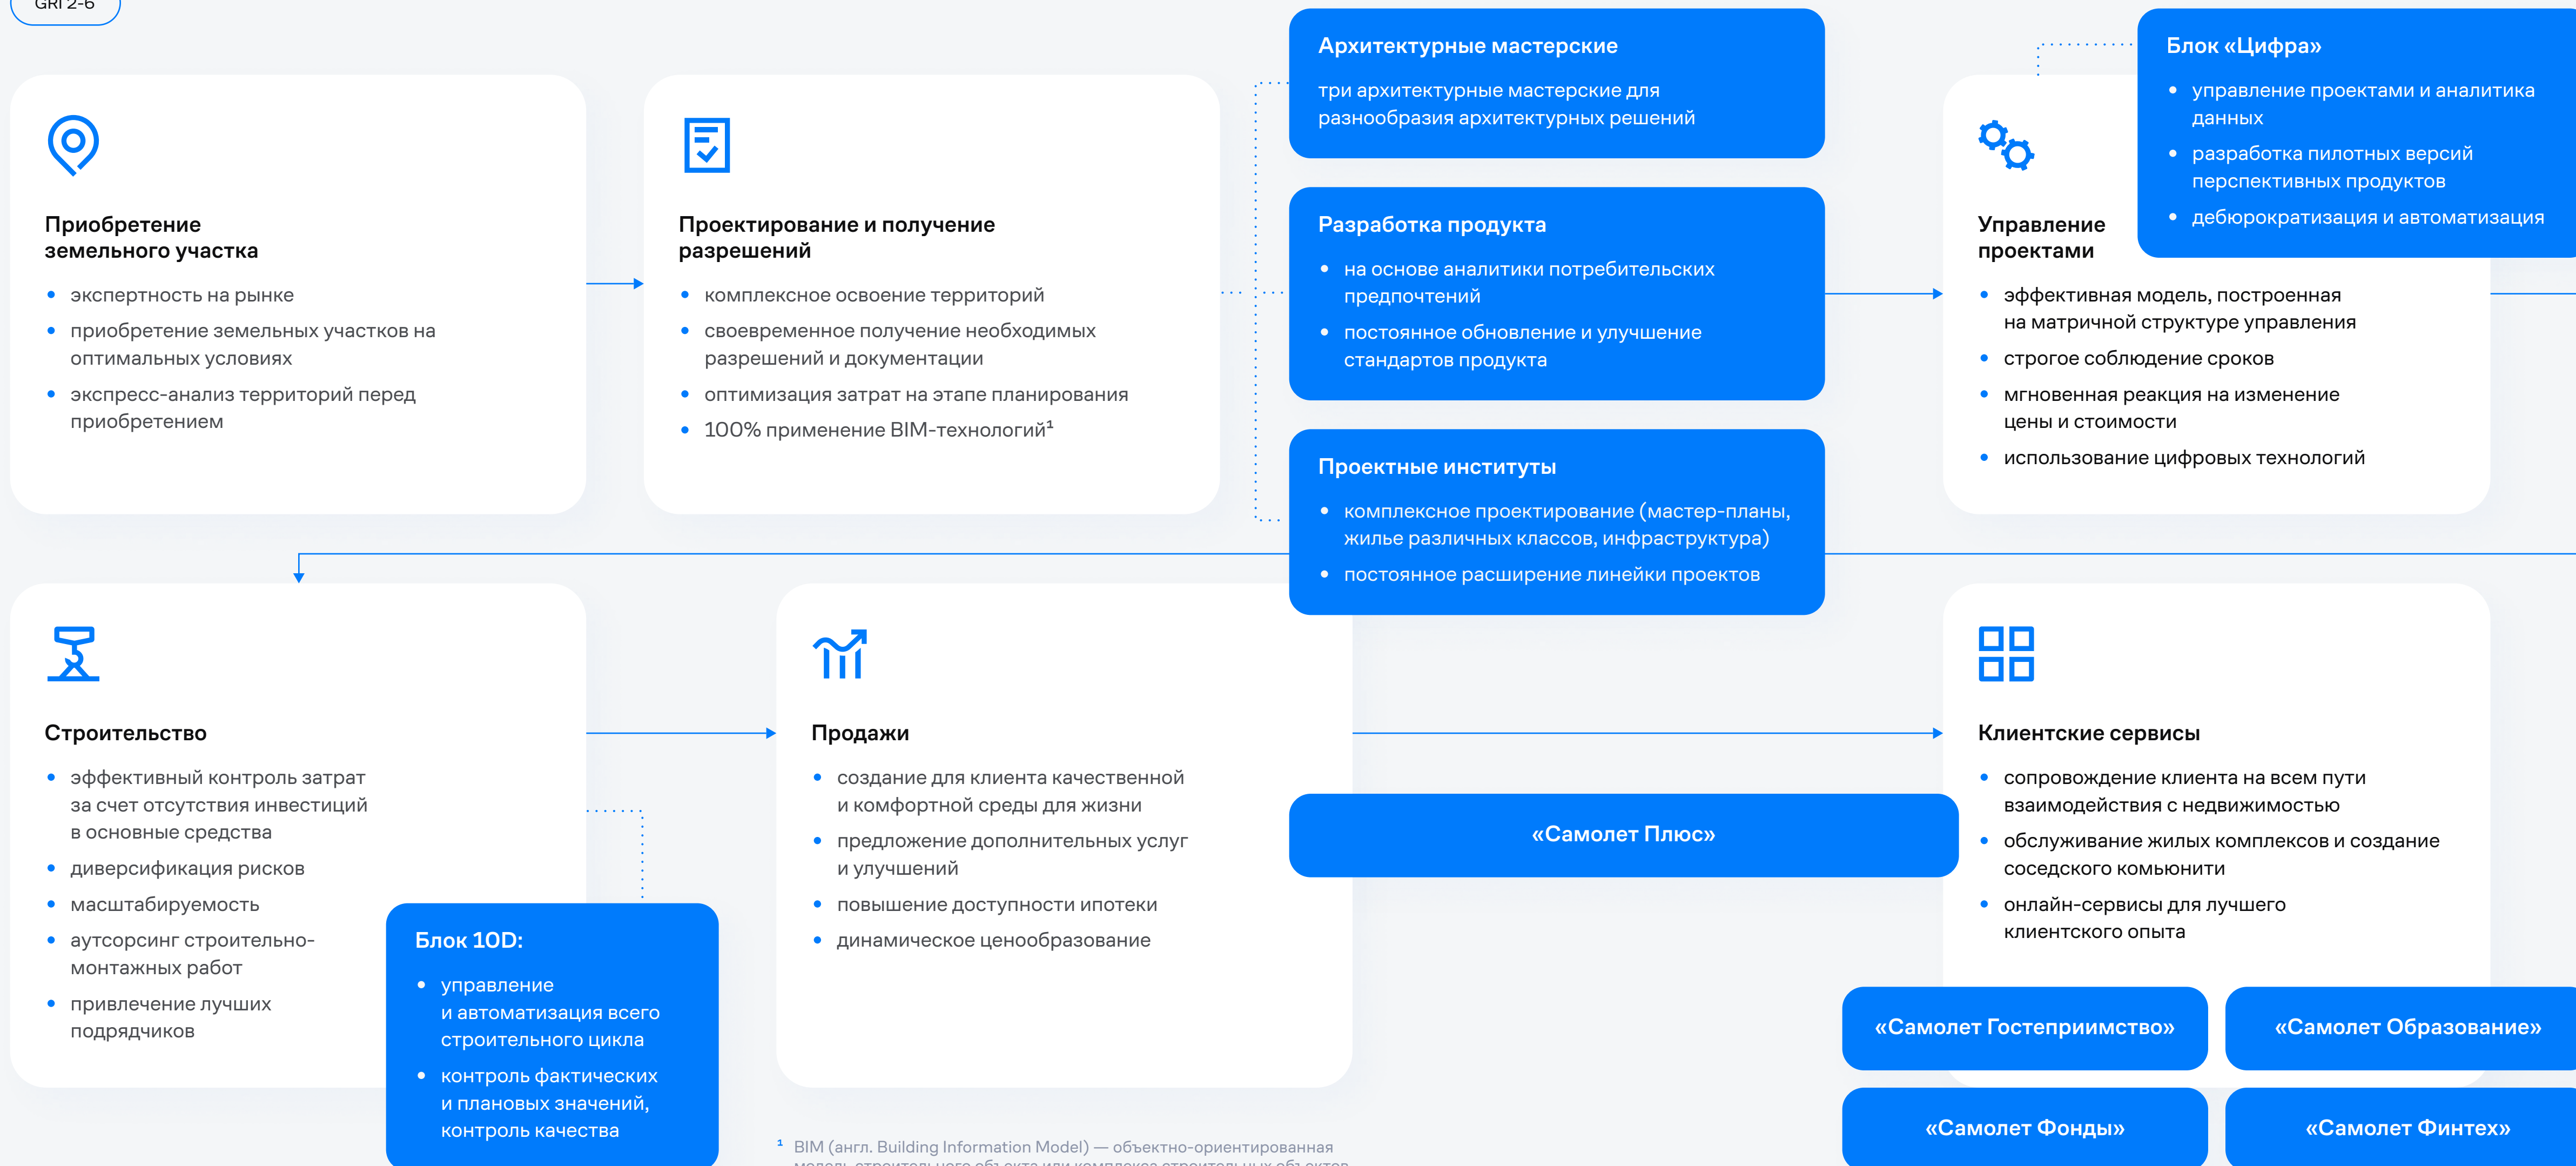 GRI 2-6
Приобретение
земельного участка
• экспертность на рынке
• приобретение земельных участков на
оптимальных условиях
• экспресс-анализ территорий перед
приобретением
Проектирование и получение
разрешений
• комплексное освоение территорий
• своевременное получение необходимых
разрешений и документации
• оптимизация затрат на этапе планирования
• 100% применение BIM-технологий¹
Архитектурные мастерские
три архитектурные мастерские для
разнообразия архитектурных решений
Разработка продукта
• на основе аналитики потребительских
предпочтений
• постоянное обновление и улучшение
стандартов продукта
Проектные институты
• комплексное проектирование (мастер-планы,
жилье различных классов, инфраструктура)
• постоянное расширение линейки проектов
Управление
проектами
• эффективная модель, построенная
на матричной структуре управления
• строгое соблюдение сроков
• мгновенная реакция на изменение
цены и стоимости
• использование цифровых технологий
Блок «Цифра»
• управление проектами и аналитика
данных
• разработка пилотных версий
перспективных продуктов
• дебюрократизация и автоматизация
Строительство
• эффективный контроль затрат
за счет отсутствия инвестиций
в основные средства
• диверсификация рисков
• масштабируемость
• аутсорсинг строительно-
монтажных работ
• привлечение лучших
подрядчиков
Блок 10D:
• управление
и автоматизация всего
строительного цикла
• контроль фактических
и плановых значений,
контроль качества
Продажи
• создание для клиента качественной
и комфортной среды для жизни
• предложение дополнительных услуг
и улучшений
• повышение доступности ипотеки
• динамическое ценообразование
«Самолет Плюс»
Клиентские сервисы
• сопровождение клиента на всем пути
взаимодействия с недвижимостью
• обслуживание жилых комплексов и создание
соседского комьюнити
• онлайн-сервисы для лучшего
клиентского опыта
«Самолет Гостеприимство»
«Самолет Образование»
«Самолет Фонды»
«Самолет Финтех»
¹ BIM (англ. Building Information Model) — объектно-ориентированная
модель строительного объекта или комплекса строительных объектов